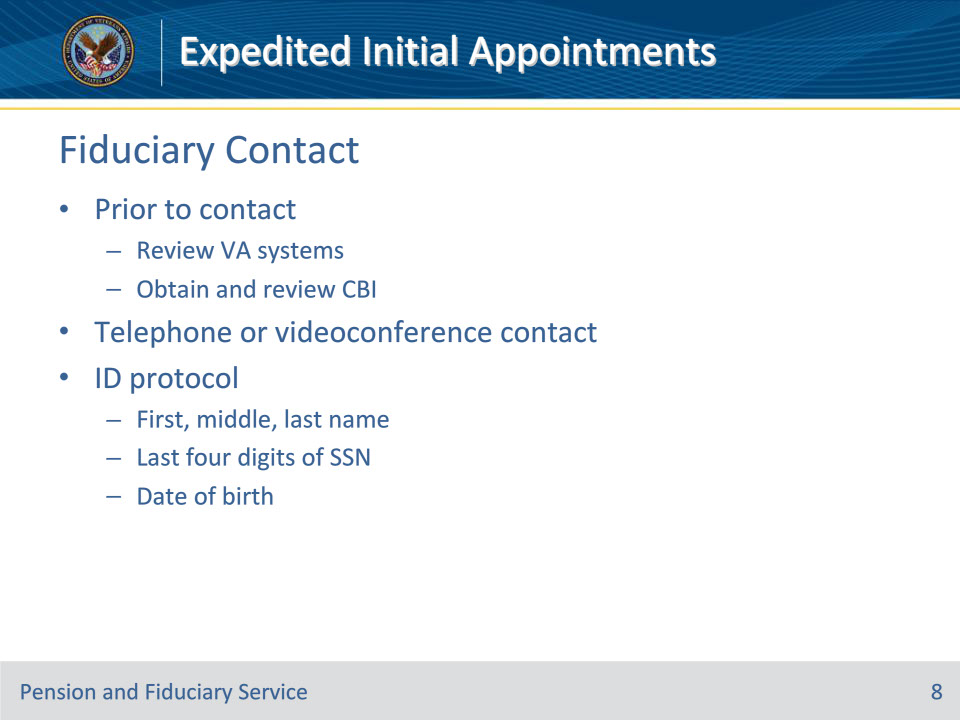 Expedited Initial Appointments
Fiduciary Contact
• Prior to contact
– Review VA systems
– Obtain and review CBI
• Telephone or videoconference contact
• ID protocol
– First, middle, last name
– Last four digits of SSN
– Date of birth
Pension and Fiduciary Service
8